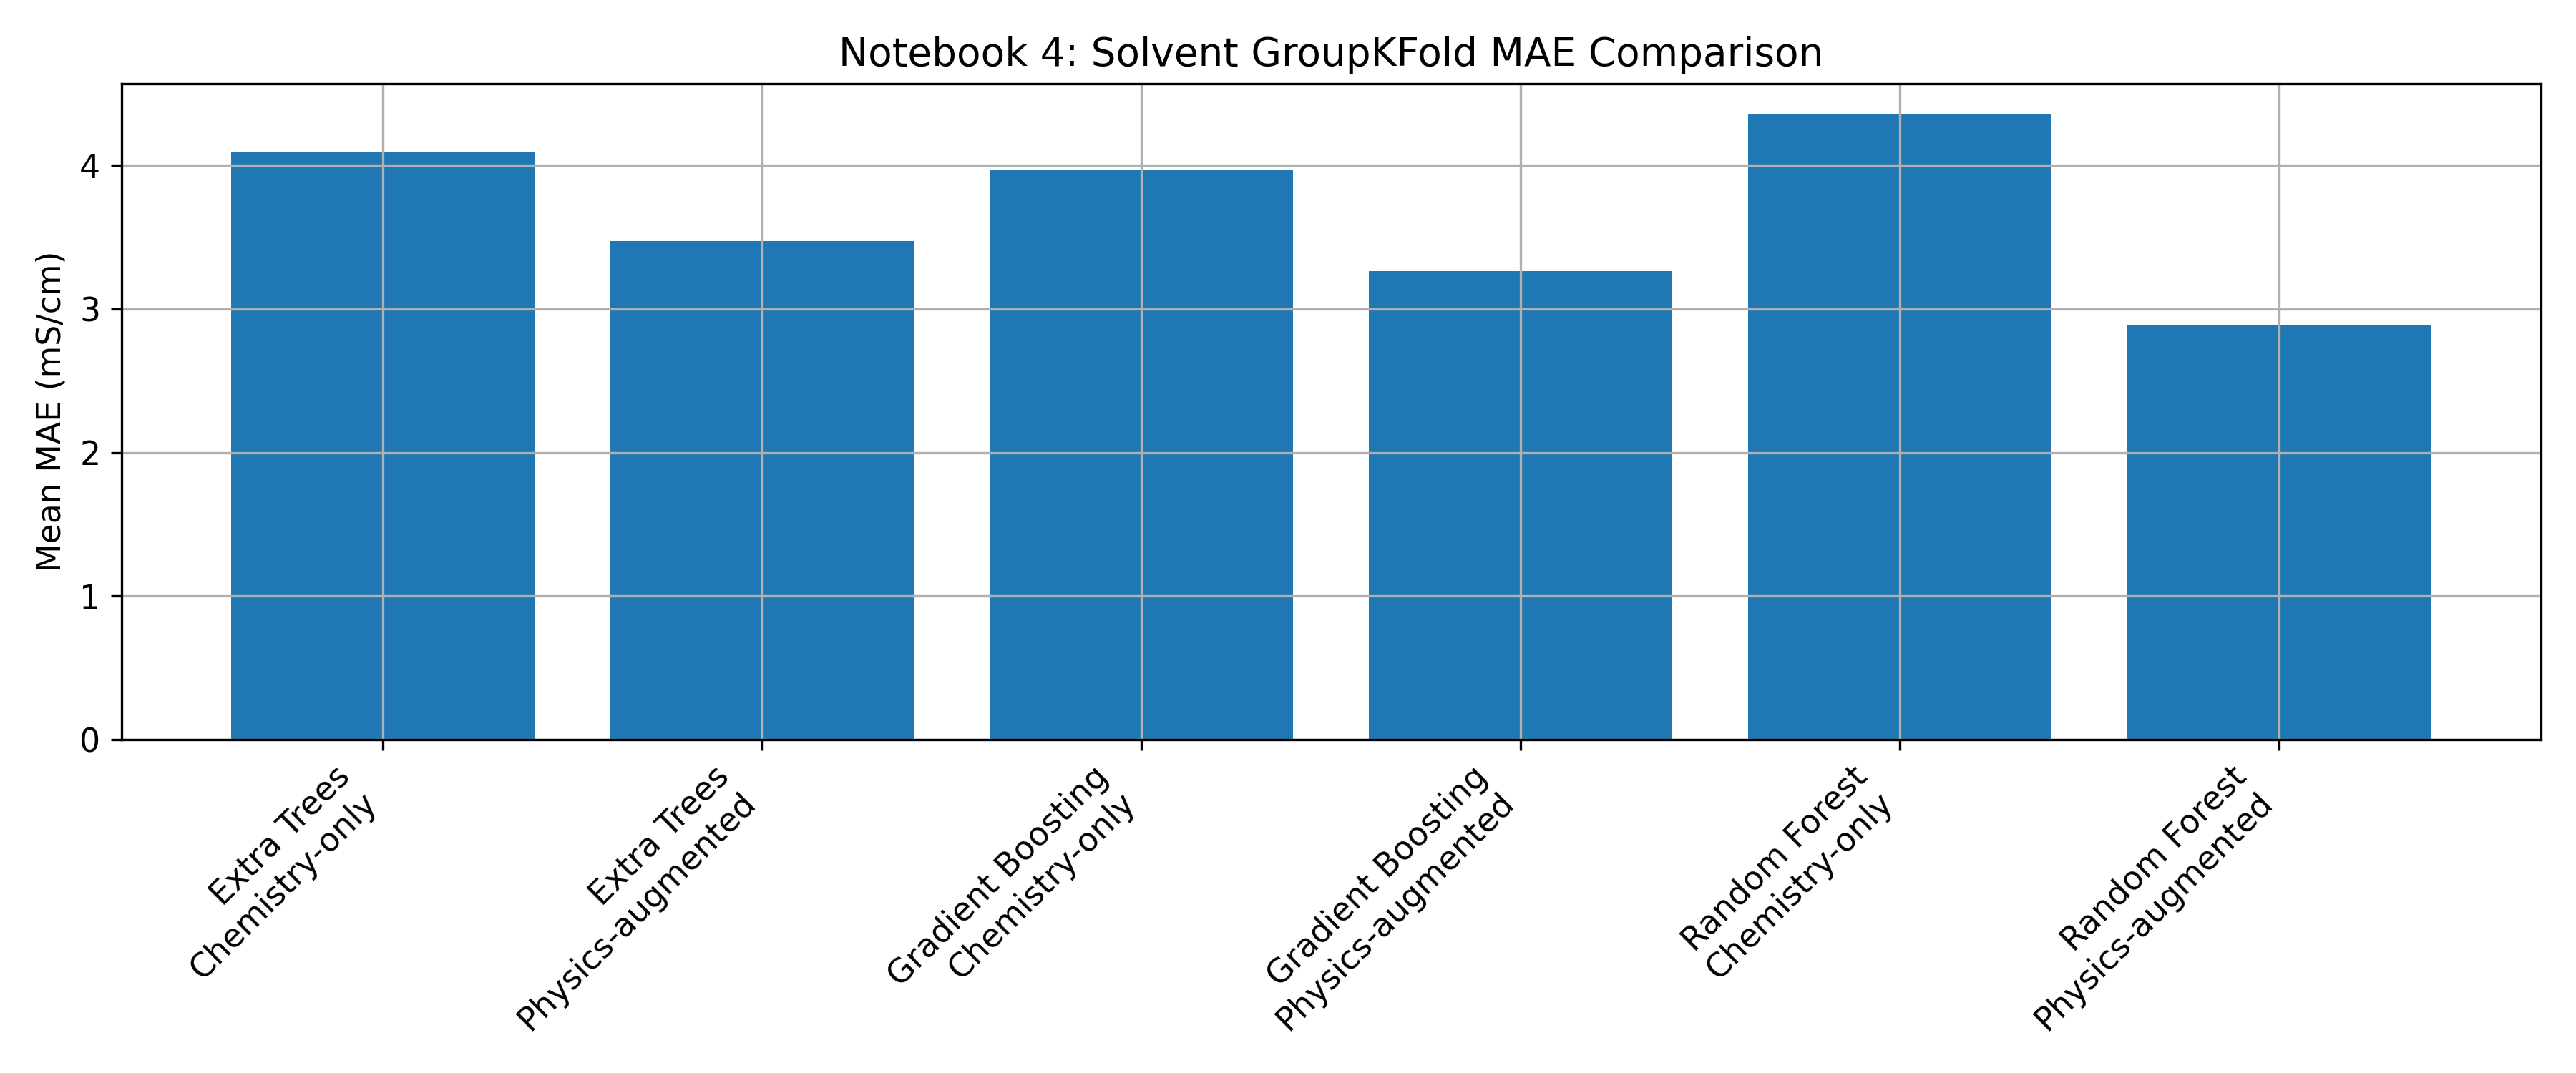 Notebook 4: Solvent GroupKFold MAE Comparison
Mean MAE (mS/cm)
4
3
2
1
0
Extra Trees
Chemistry-only
Extra Trees
Physics-augmented
Gradient Boosting
Chemistry-only
Gradient Boosting
Physics-augmented
Random Forest
Chemistry-only
Random Forest
Physics-augmented